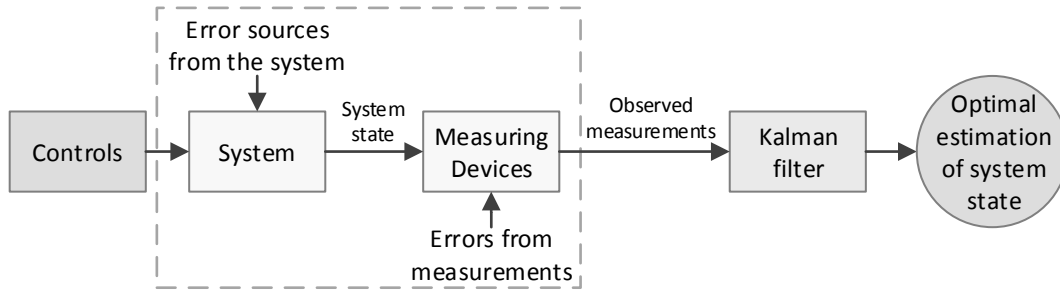 Error sources
from the system
Controls
System
System
state
Measuring
Devices
Errors from
measurements
Observed
measurements
Kalman
filter
Optimal
estimation
of system
state